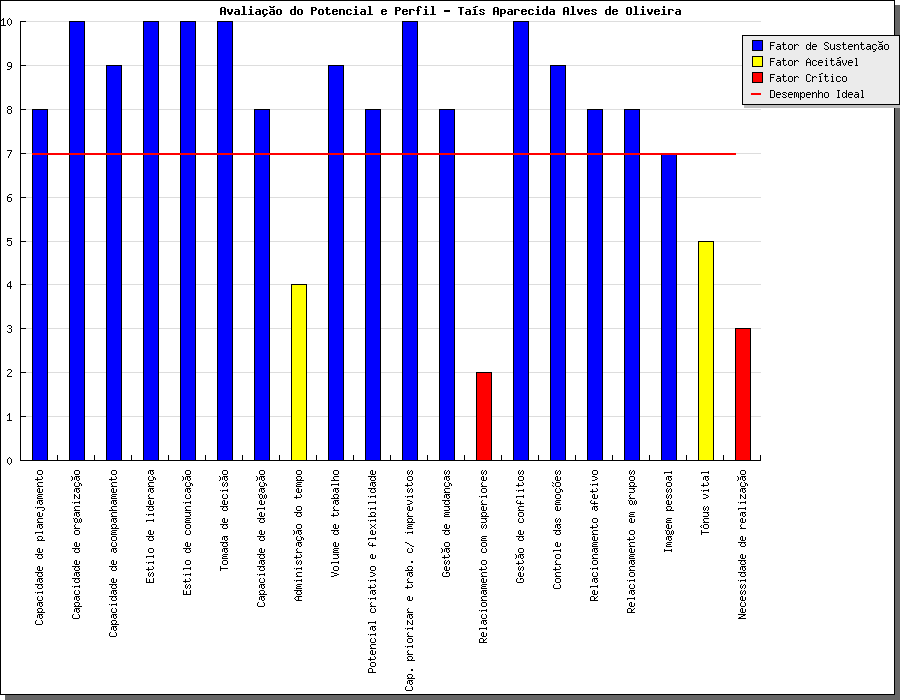 Avaliação do Potencial e Perfil - Taís Aparecida Alves de Oliveira
Fator de Sustentação
Fator Aceitável
Fator Crítico
Desempenho Ideal
10
9
8
7
6
5
4
3
2
1
0
Capacidade de planejamento
Capacidade de organização
Capacidade de acompanhamento
Estilo de liderança
Estilo de comunicação
Tomada de decisão
Capacidade de delegação
Administração do tempo
Volume de trabalho
Potencial criativo e flexibilidade
Cap. priorizar e trab. c/ imprevistos
Gestão de mudanças
Relacionamento com superiores
Gestão de conflitos
Controle das emoções
Relacionamento afetivo
Relacionamento em grupos
Imagem pessoal
Tônus vital
Necessidade de realização